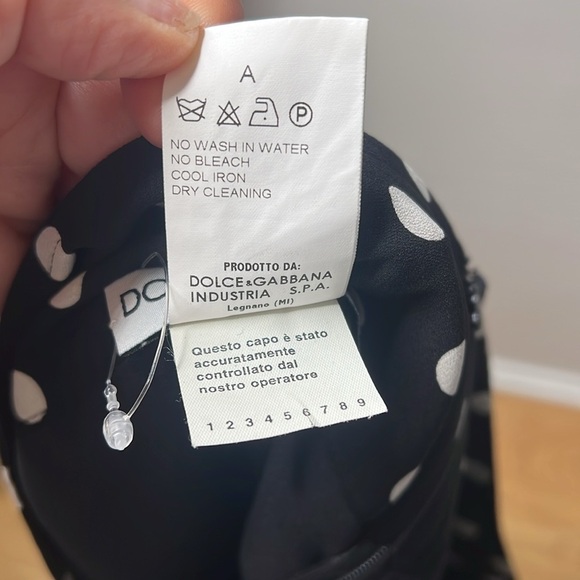 A
P
NO WASH IN WATER
NO BLEACH
COOL IRON
DRY CLEANING
PRODOTTO DA:
DOLCE&GABBANA
INDUSTRIA S.P.A.
Legnano (MI)
DO
Questo capo è stato
accuratamente
controllato dal
nostro operatore
1 2 3 4 5 6 7 8 9